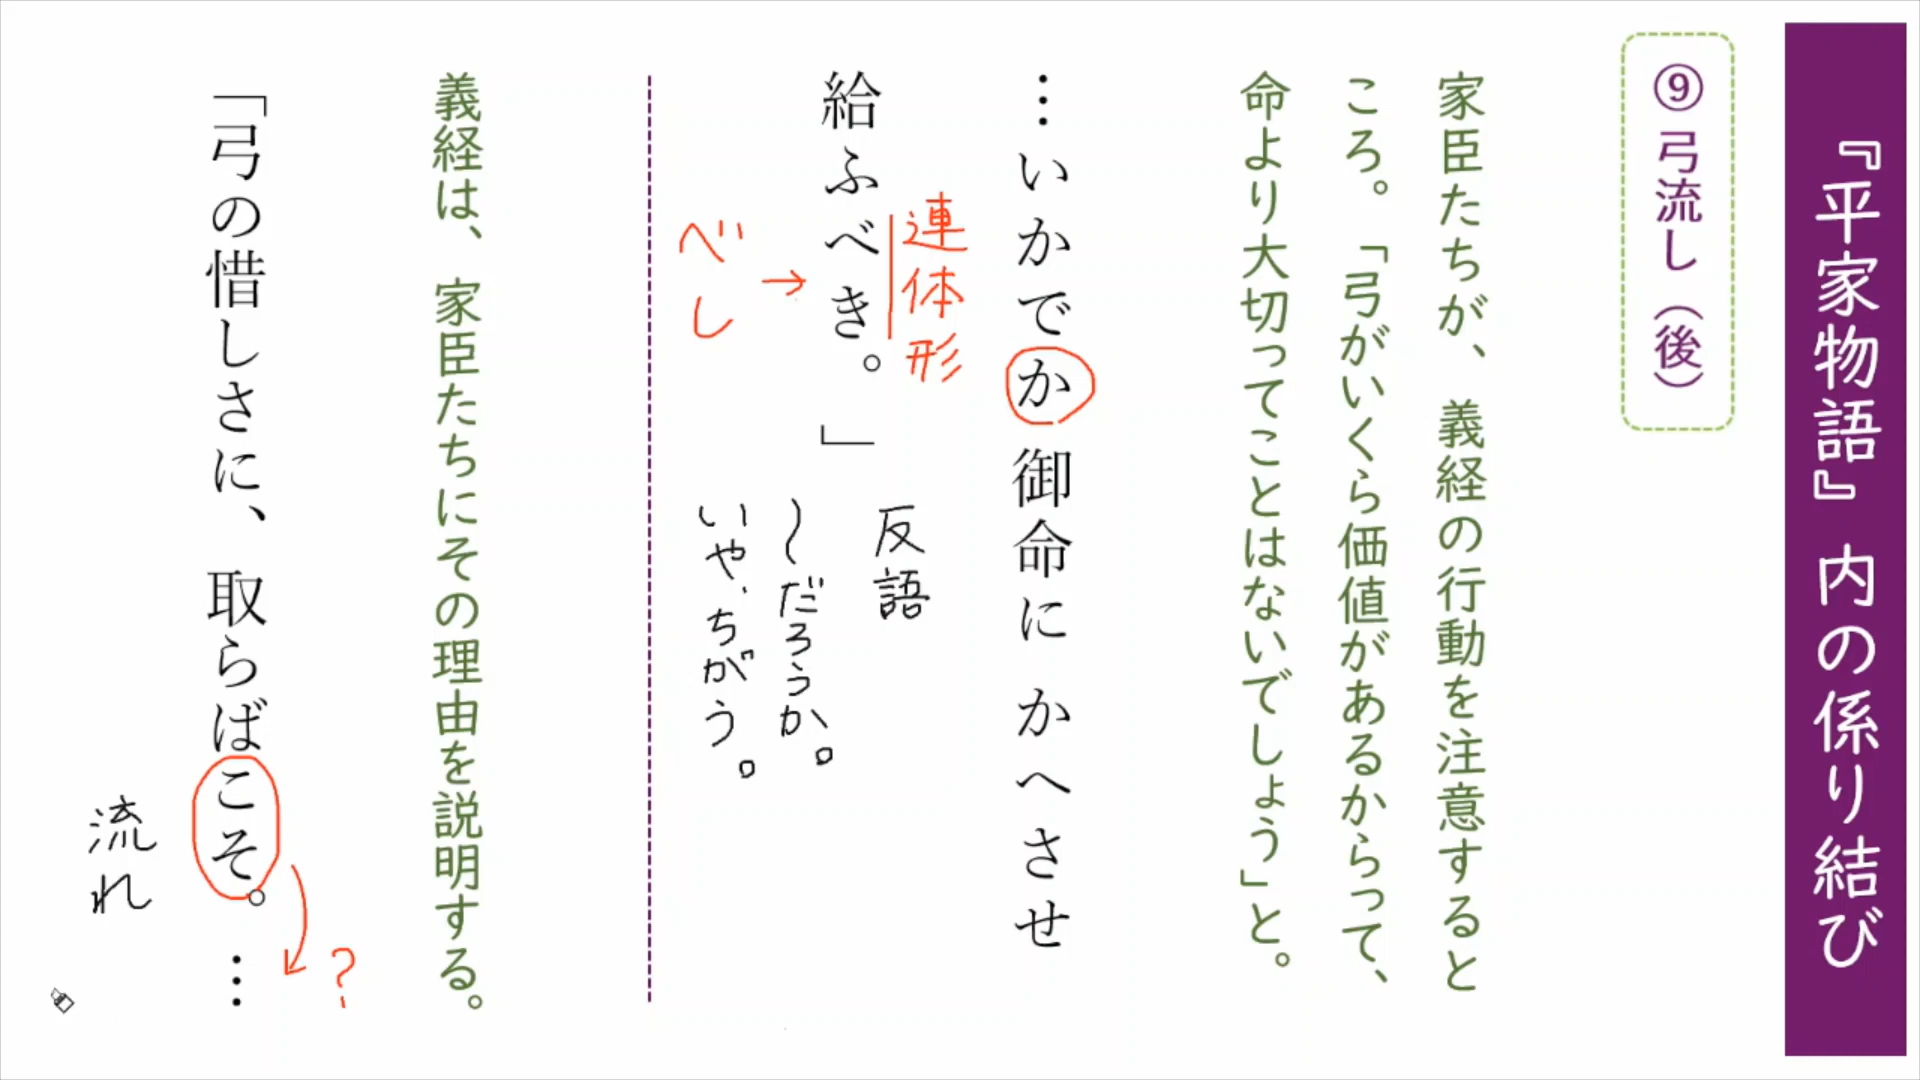 『平家物語』内の係り結び
⑨弓流し（後）
家臣たちが、義経の行動を注意すると
ころ。「弓がいくら価値があるからって、
命より大切ってことはないでしょう」と。
…いかでか御命に かへさせ
連体形
給ふべき。」
→
べし
反語
〜だろうか。
いや、ちがう。
義経は、家臣たちにその理由を説明する。
?
「弓の惜しさに、取らばこそ。…
流れ